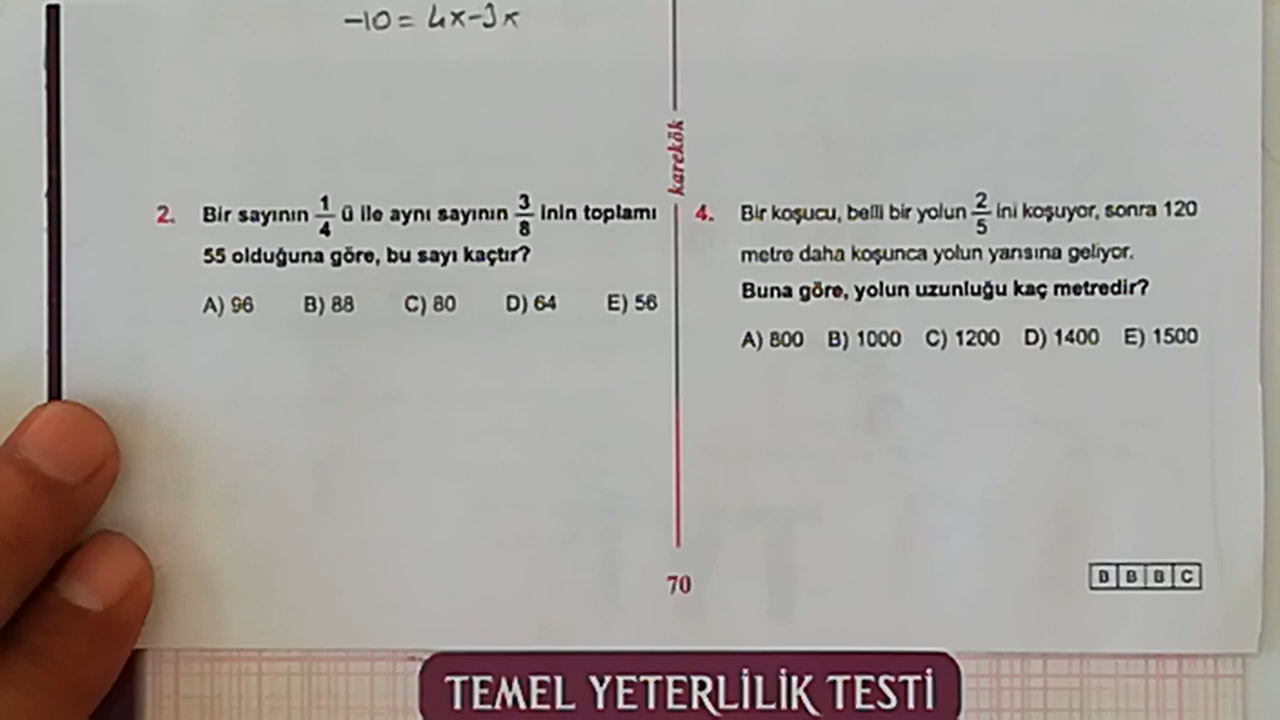 -10 = 4x-3x
karekök
2. Bir sayının 1/4 ü ile aynı sayının 3/8 inin toplamı
55 olduğuna göre, bu sayı kaçtır?
A) 96 B) 88 C) 80 D) 64 E) 56
4. Bir koşucu, belli bir yolun 2/5 ini koşuyor, sonra 120
metre daha koşunca yolun yarısına geliyor.
Buna göre, yolun uzunluğu kaç metredir?
A) 800 B) 1000 C) 1200 D) 1400 E) 1500
70
TEMEL YETERLİLİK TESTİ